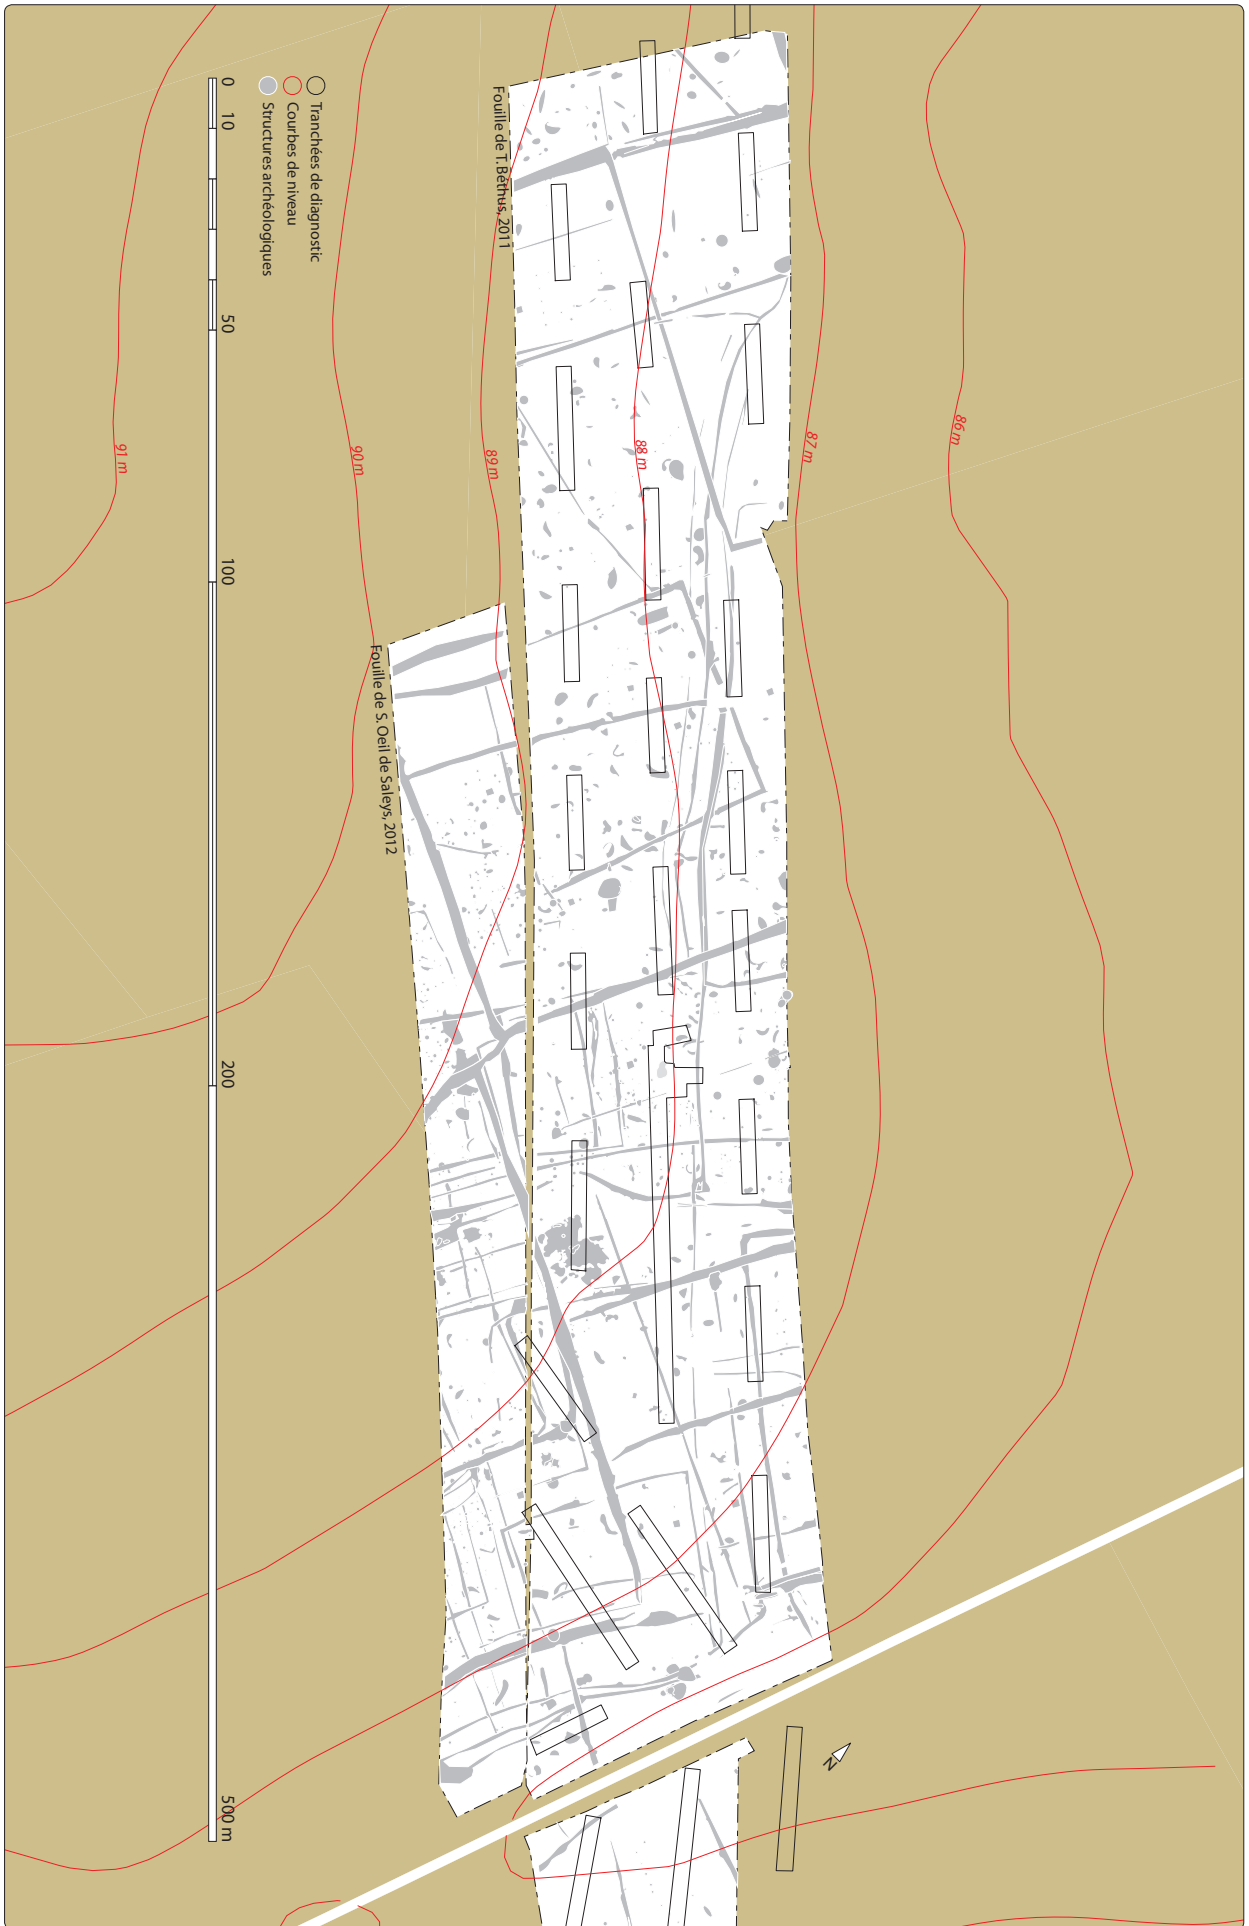 Tranchées de diagnostic
Courbes de niveau
Structures archéologiques
0
10
50
100
200
500 m
Fouille de T. Béthus, 2011
Fouille de S. Oeil de Saleys, 2012
86 m
87 m
88 m
89 m
90 m
91 m
N